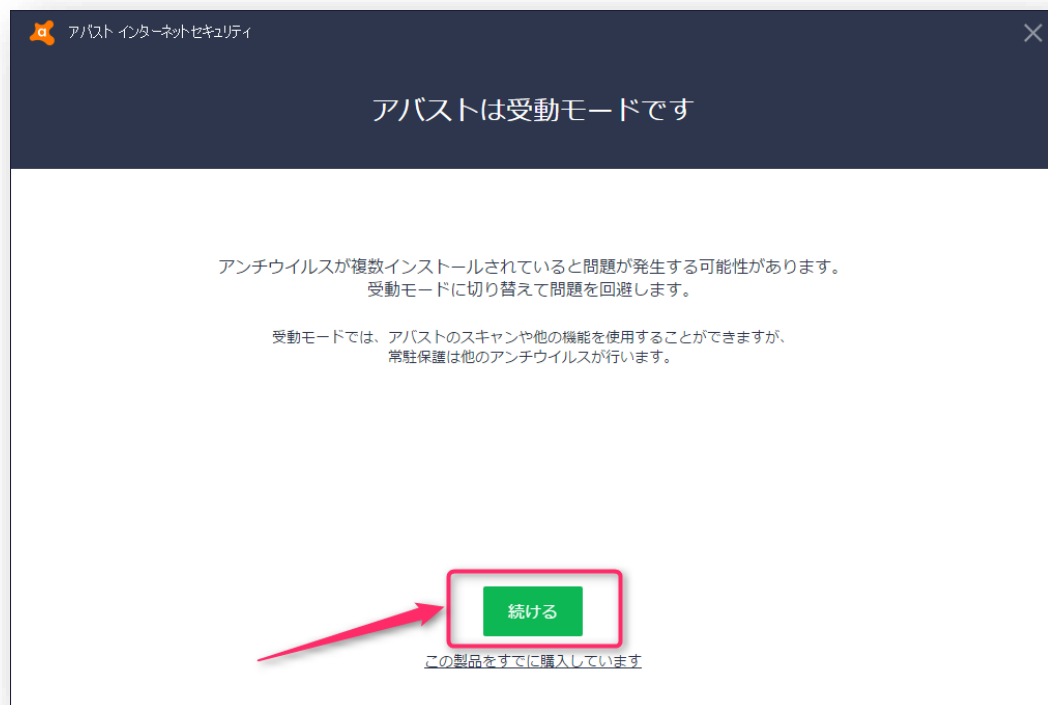 アバスト インターネットセキュリティ
アバストは受動モードです
アンチウイルスが複数インストールされていると問題が発生する可能性があります。
受動モードに切り替えて問題を回避します。
受動モードでは、アバストのスキャンや他の機能を使用することができますが、
常駐保護は他のアンチウイルスが行います。
続ける
この製品をすでに購入しています